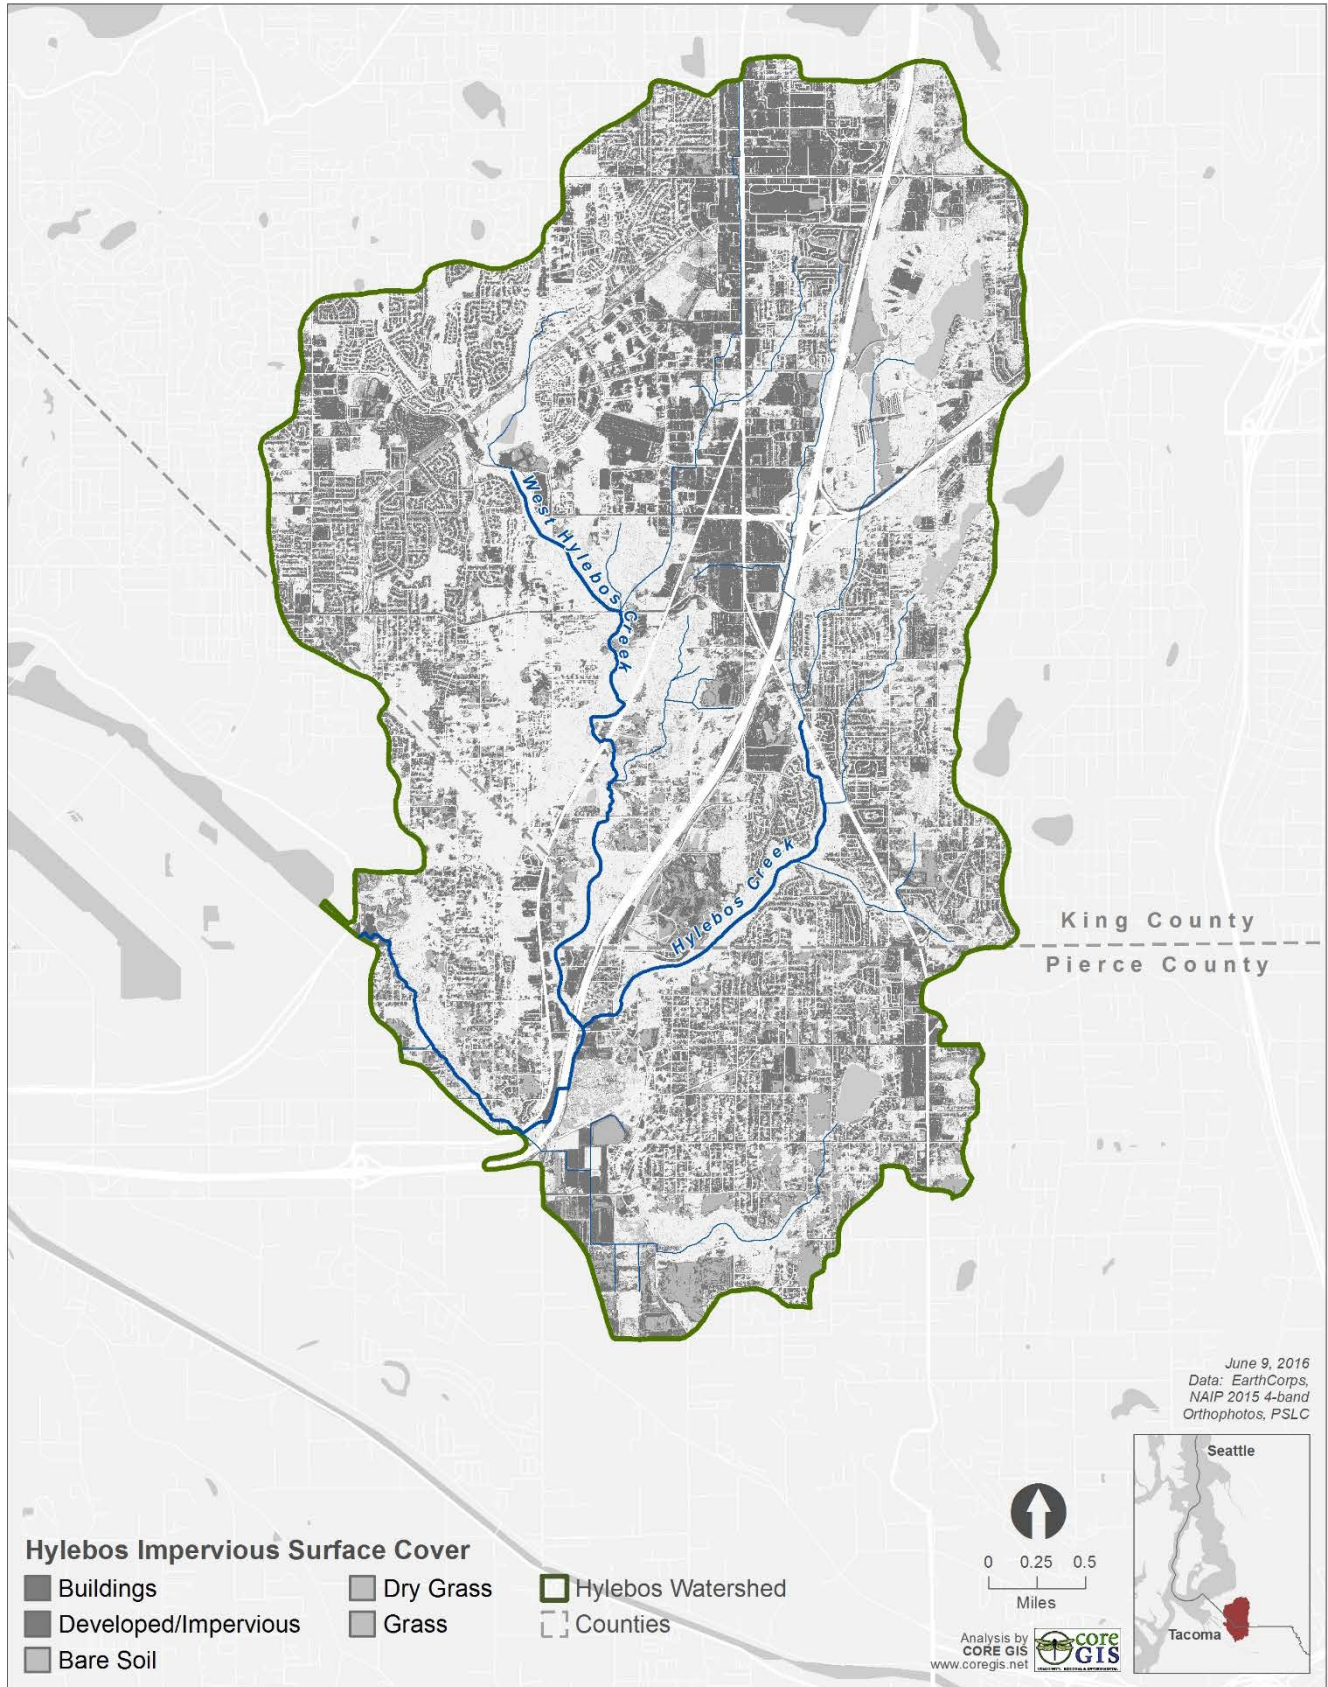 West Hylebos Creek
Hylebos Creek
King County
Pierce County
June 9, 2016
Data: EarthCorps,
NAIP 2015 4-band
Orthophotos, PSLC
Seattle
Tacoma
0 0.25 0.5
Miles
Analysis by
CORE GIS
www.coregis.net
core
GIS
Hylebos Impervious Surface Cover
Buildings
Developed/Impervious
Bare Soil
Dry Grass
Grass
Hylebos Watershed
Counties